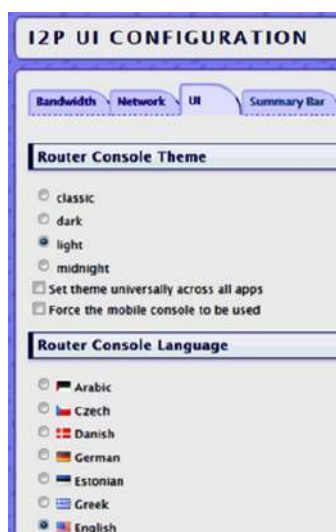 I2P UI CONFIGURATION
Bandwidth Network UI Summary Bar
Router Console Theme
classic
dark
light
midnight
Set theme universally across all apps
Force the mobile console to be used
Router Console Language
Arabic
Czech
Danish
German
Estonian
Greek
English